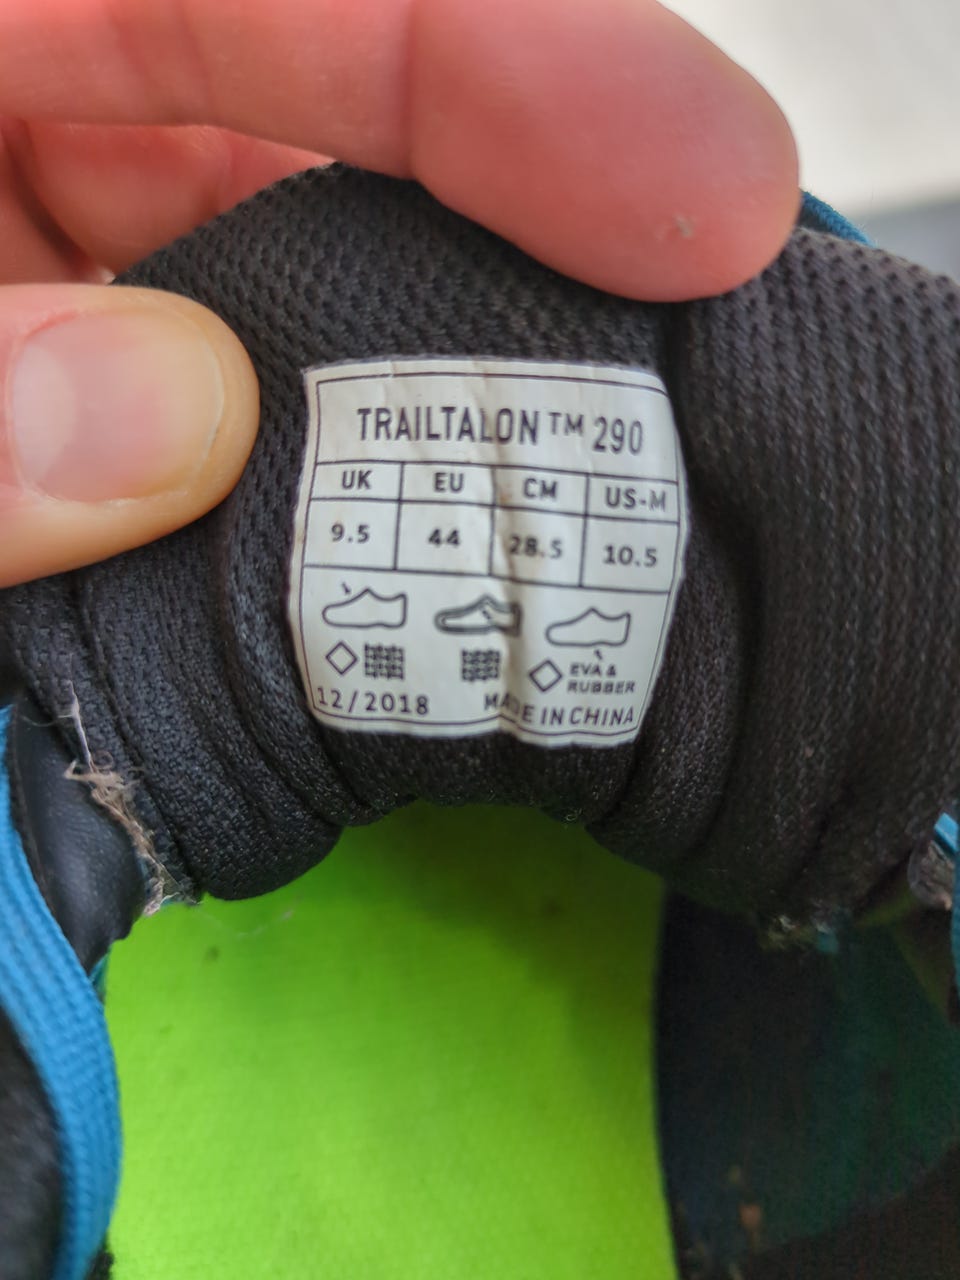 TRAILTALON™ 290
UK EU CM US-M
9.5 44 28.5 10.5
EVA &
RUBBER
12/2018 MADE IN CHINA